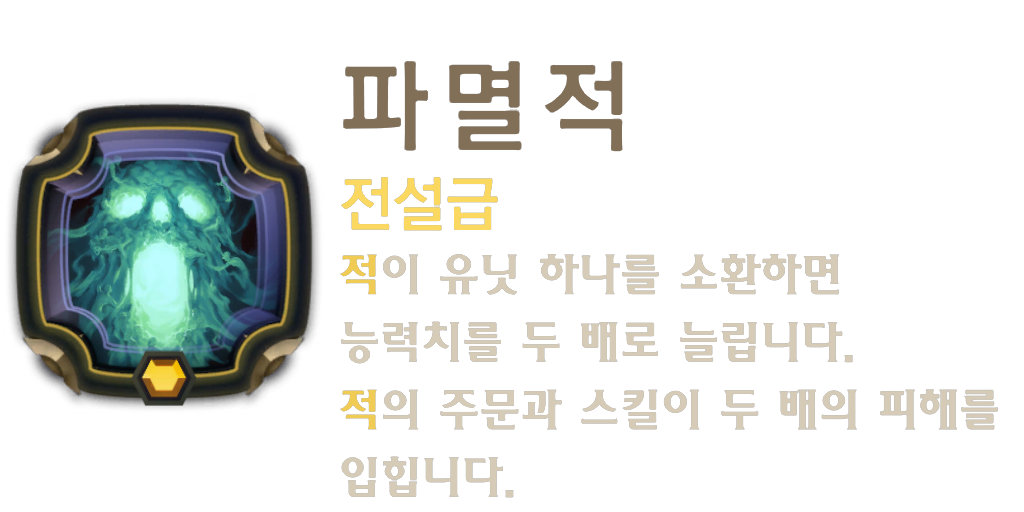 파멸적
전설급
적이 유닛 하나를 소환하면
능력치를 두 배로 늘립니다.
적의 주문과 스킬이 두 배의 피해를
입힙니다.